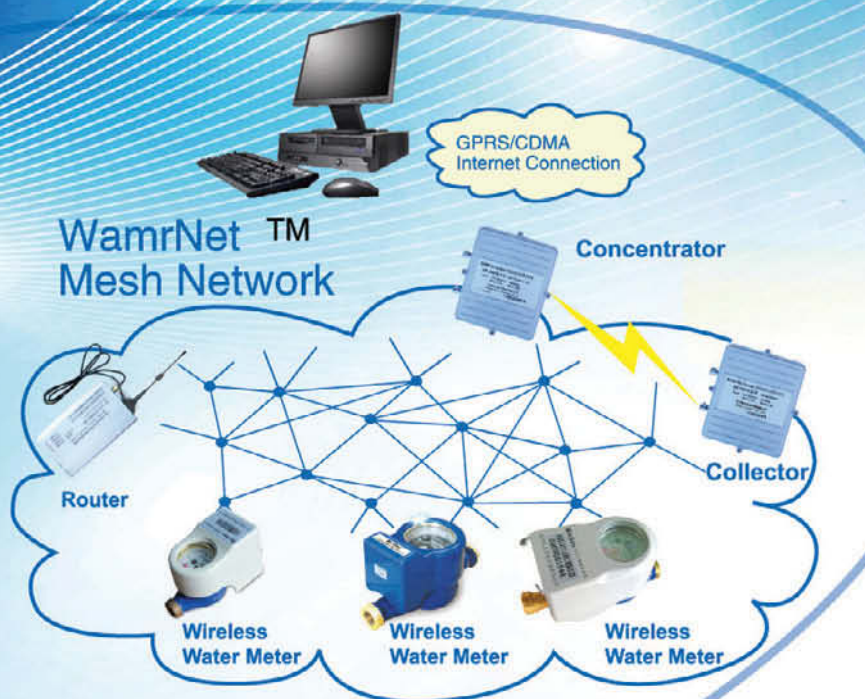 GPRS/CDMA
Internet Connection
WamrNet ™
Mesh Network
Concentrator
Collector
Router
Wireless
Water Meter
Wireless
Water Meter
Wireless
Water Meter